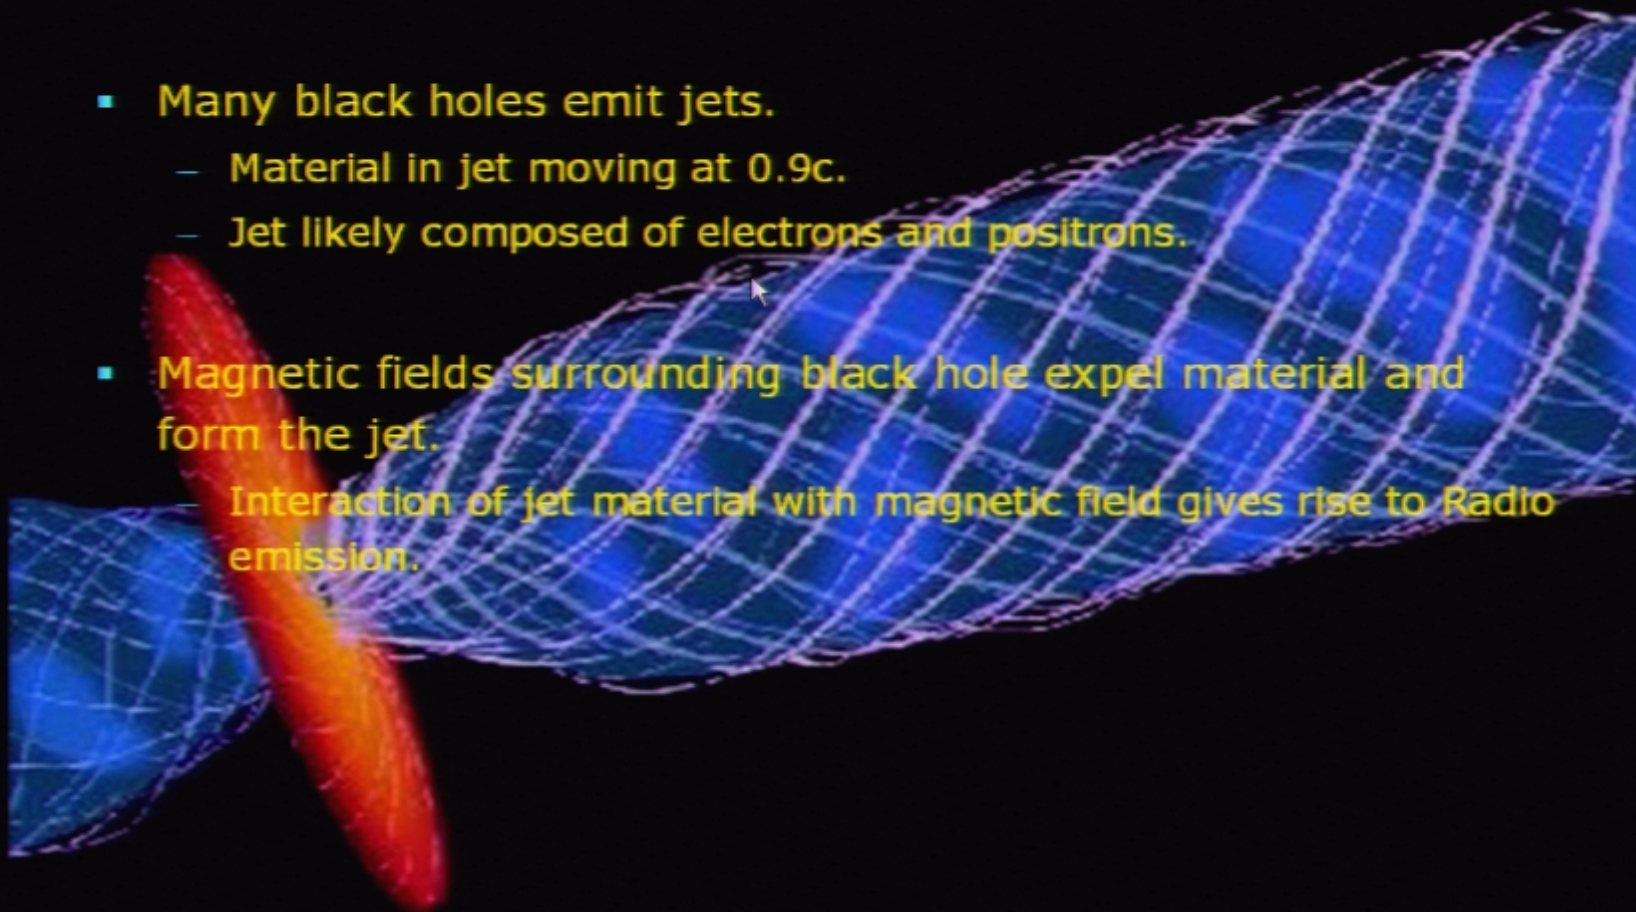 ▪ Many black holes emit jets.
– Material in jet moving at 0.9c.
– Jet likely composed of electrons and positrons.
▪ Magnetic fields surrounding black hole expel material and
form the jet.
– Interaction of jet material with magnetic field gives rise to Radio
emission.